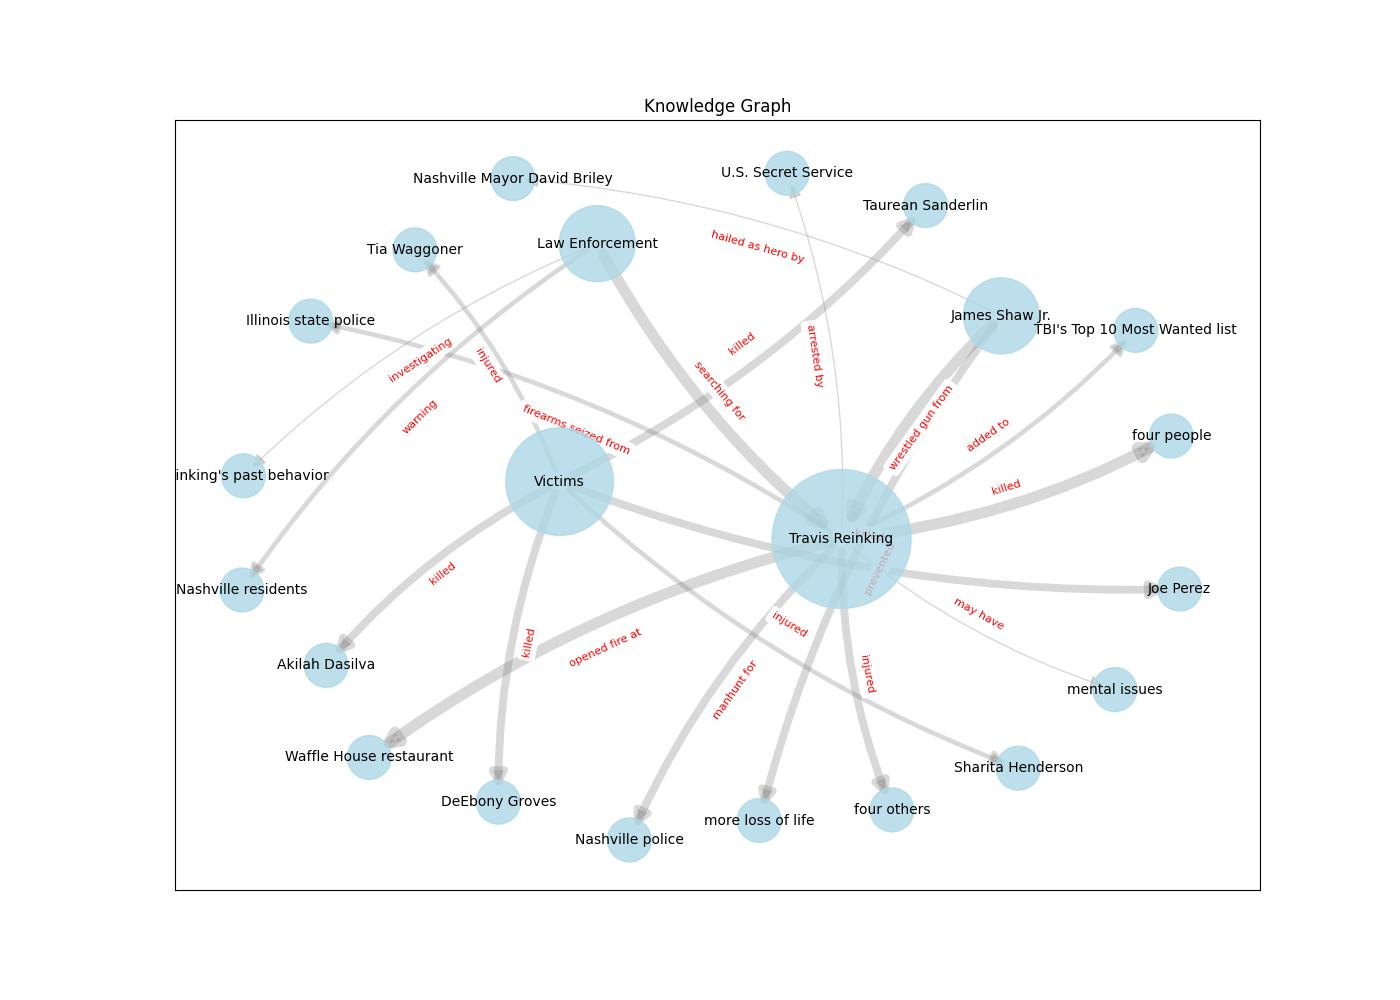 Knowledge Graph
U.S. Secret Service
Nashville Mayor David Briley
Taurean Sanderlin
Law Enforcement
hailed as hero by
Tia Waggoner
James Shaw Jr.
Illinois state police
TBI's Top 10 Most Wanted list
killed
arrested by
investigating
injured
searching for
warning
firearms seized from
wrestled gun from
added to
four people
inking's past behavior
Victims
killed
Travis Reinking
prevented
killed
Nashville residents
Joe Perez
may have
injured
killed
opened fire at
Akilah Dasilva
injured
manhunt for
mental issues
Waffle House restaurant
Sharita Henderson
DeEbony Groves
four others
more loss of life
Nashville police